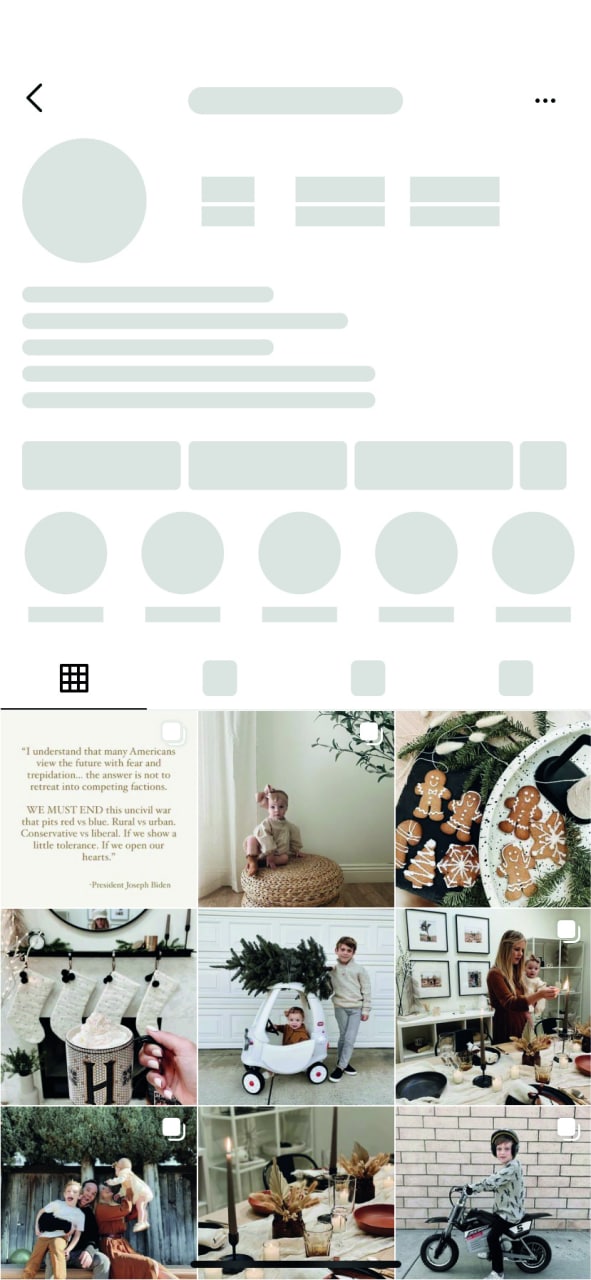 “I understand that many Americans
view the future with fear and
trepidation... the answer is not to
retreat into competing factions.
WE MUST END this uncivil war
that pits red vs blue. Rural vs urban.
Conservative vs liberal. If we show a
little tolerance. If we open our
hearts.”
-President Joseph Biden
H
5